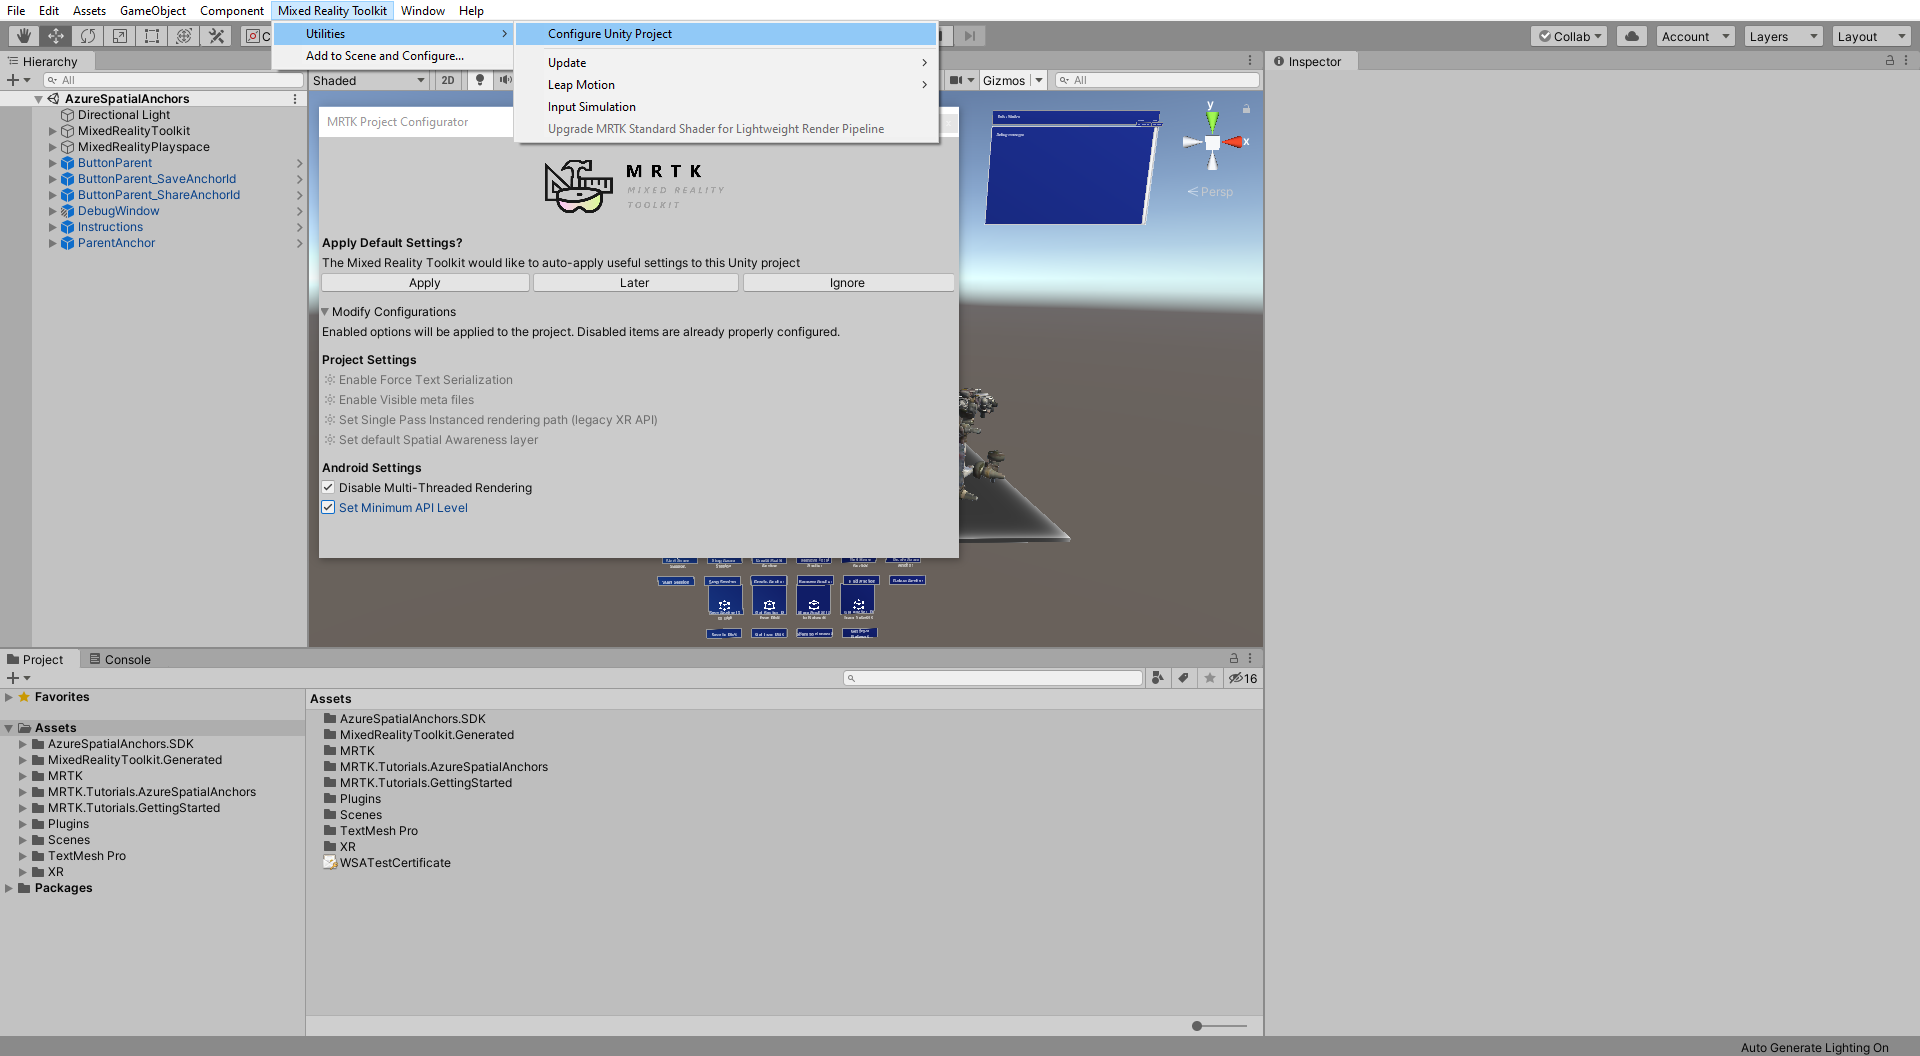 File Edit Assets GameObject Component Mixed Reality Toolkit Window Help
Utilities
Add to Scene and Configure...
Configure Unity Project
Update
Leap Motion
Input Simulation
Upgrade MRTK Standard Shader for Lightweight Render Pipeline
Collab Account Layers Layout
Hierarchy
All
AzureSpatialAnchors
Directional Light
MixedRealityToolkit
MixedRealityPlayspace
ButtonParent
ButtonParent_SaveAnchorId
ButtonParent_ShareAnchorId
DebugWindow
Instructions
ParentAnchor
Shaded 2D
Gizmos All
y
x
Persp
MRTK Project Configurator
MRTK
MIXED REALITY
TOOLKIT
Apply Default Settings?
The Mixed Reality Toolkit would like to auto-apply useful settings to this Unity project
Apply Later Ignore
Modify Configurations
Enabled options will be applied to the project. Disabled items are already properly configured.
Project Settings
Enable Force Text Serialization
Enable Visible meta files
Set Single Pass Instanced rendering path (legacy XR API)
Set default Spatial Awareness layer
Android Settings
Disable Multi-Threaded Rendering
Set Minimum API Level
Inspector
Project Console
16
Favorites
Assets
AzureSpatialAnchors.SDK
MixedRealityToolkit.Generated
MRTK
MRTK.Tutorials.AzureSpatialAnchors
MRTK.Tutorials.GettingStarted
Plugins
Scenes
TextMesh Pro
XR
Packages
Assets
AzureSpatialAnchors.SDK
MixedRealityToolkit.Generated
MRTK
MRTK.Tutorials.AzureSpatialAnchors
MRTK.Tutorials.GettingStarted
Plugins
Scenes
TextMesh Pro
XR
WSATestCertificate
Auto Generate Lighting On